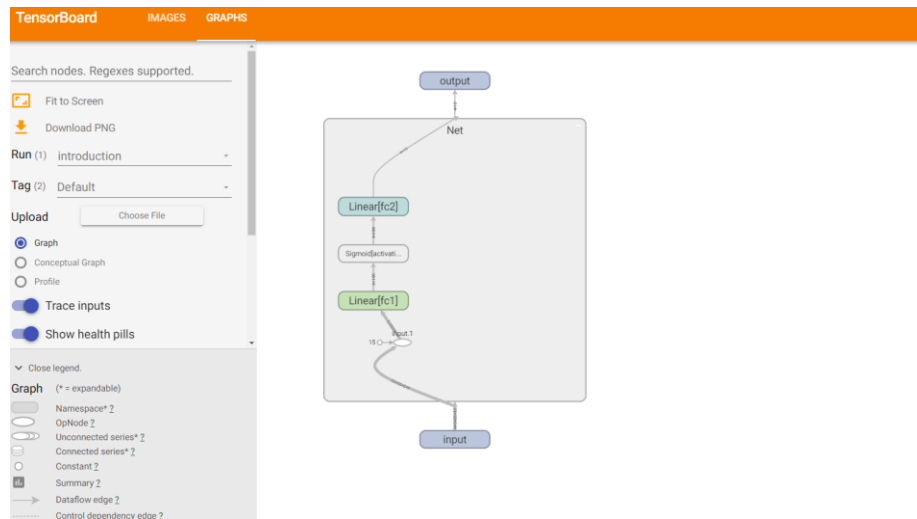 TensorBoard IMAGES GRAPHS
Search nodes. Regexes supported.
Fit to Screen
Download PNG
Run (1) introduction
Tag (2) Default
Upload Choose File
Graph
Conceptual Graph
Profile
Trace inputs
Show health pills
Close legend.
Graph (* = expandable)
Namespace* ?
OpNode ?
Unconnected series* ?
Connected series* ?
Constant ?
Summary ?
Dataflow edge ?
Control dependency edge ?
output
Net
Linear[fc2]
Sigmoid[activati...
Linear[fc1]
input.1
input